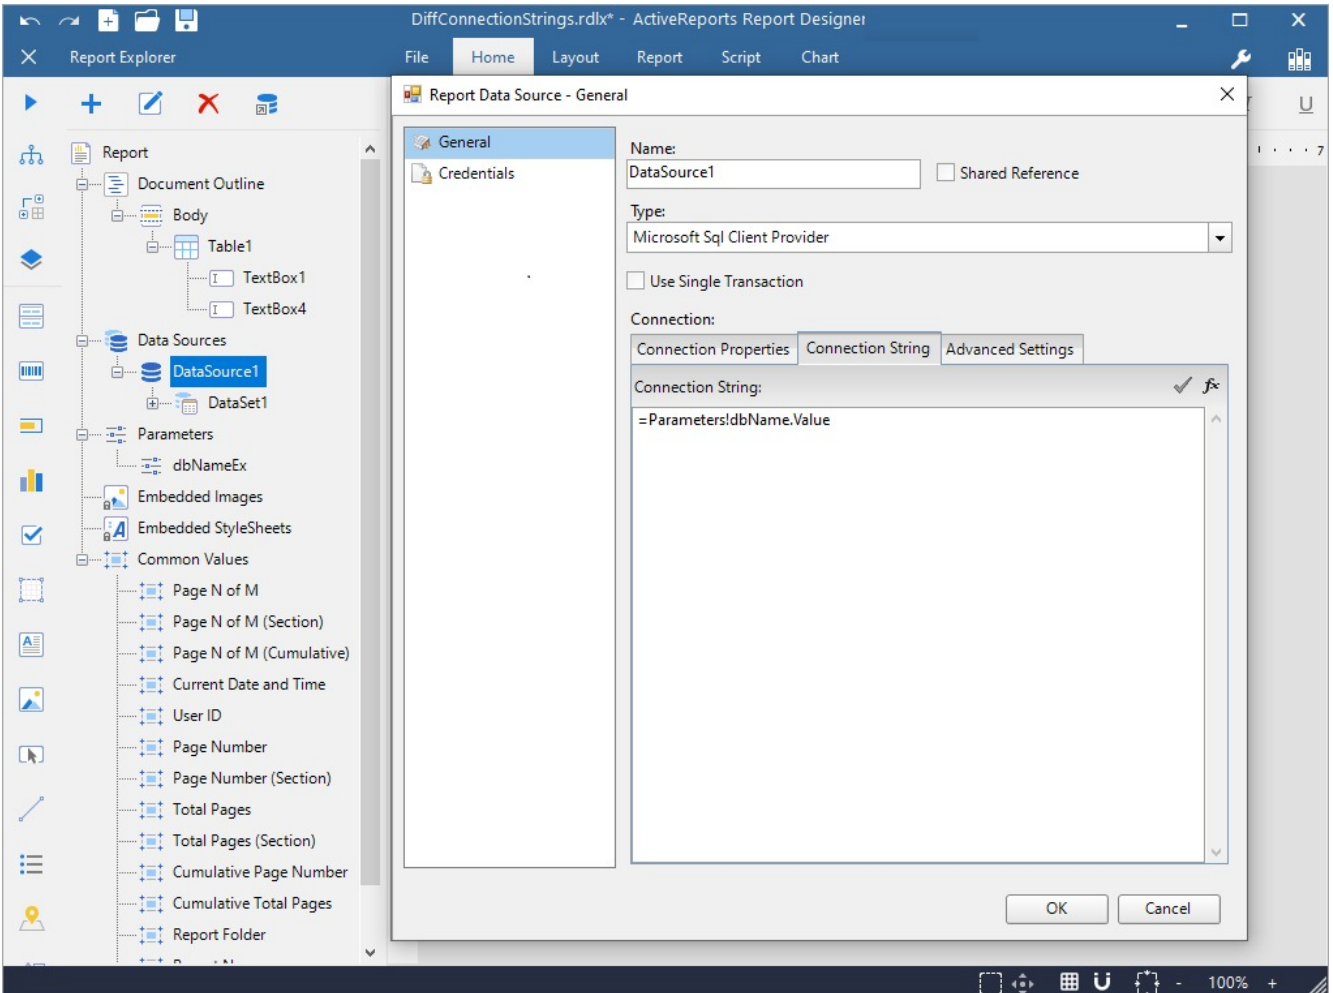 DiffConnectionStrings.rdlx* - ActiveReports Report Designer
Report Explorer
File Home Layout Report Script Chart
Report Data Source - General
U
General
Credentials
Name:
DataSource1
Shared Reference
7
Type:
Microsoft Sql Client Provider
Use Single Transaction
Connection:
Connection Properties Connection String Advanced Settings
Connection String:
fx
=Parameters!dbName.Value
OK Cancel
Report
Document Outline
Body
Table1
TextBox1
TextBox4
Data Sources
DataSource1
DataSet1
Parameters
dbNameEx
Embedded Images
Embedded StyleSheets
Common Values
Page N of M
Page N of M (Section)
Page N of M (Cumulative)
Current Date and Time
User ID
Page Number
Page Number (Section)
Total Pages
Total Pages (Section)
Cumulative Page Number
Cumulative Total Pages
Report Folder
- 100% +